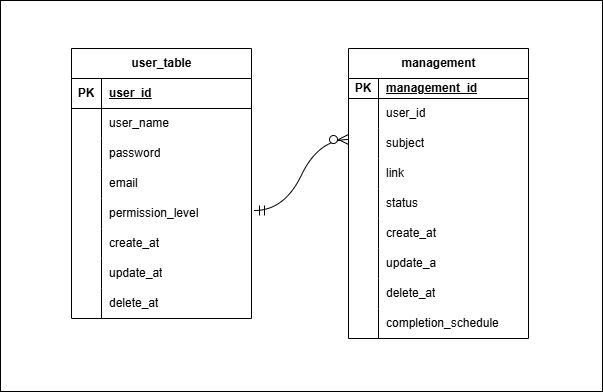 user_table
PK user_id
user_name
password
email
permission_level
create_at
update_at
delete_at
management
PK management_id
user_id
subject
link
status
create_at
update_a
delete_at
completion_schedule